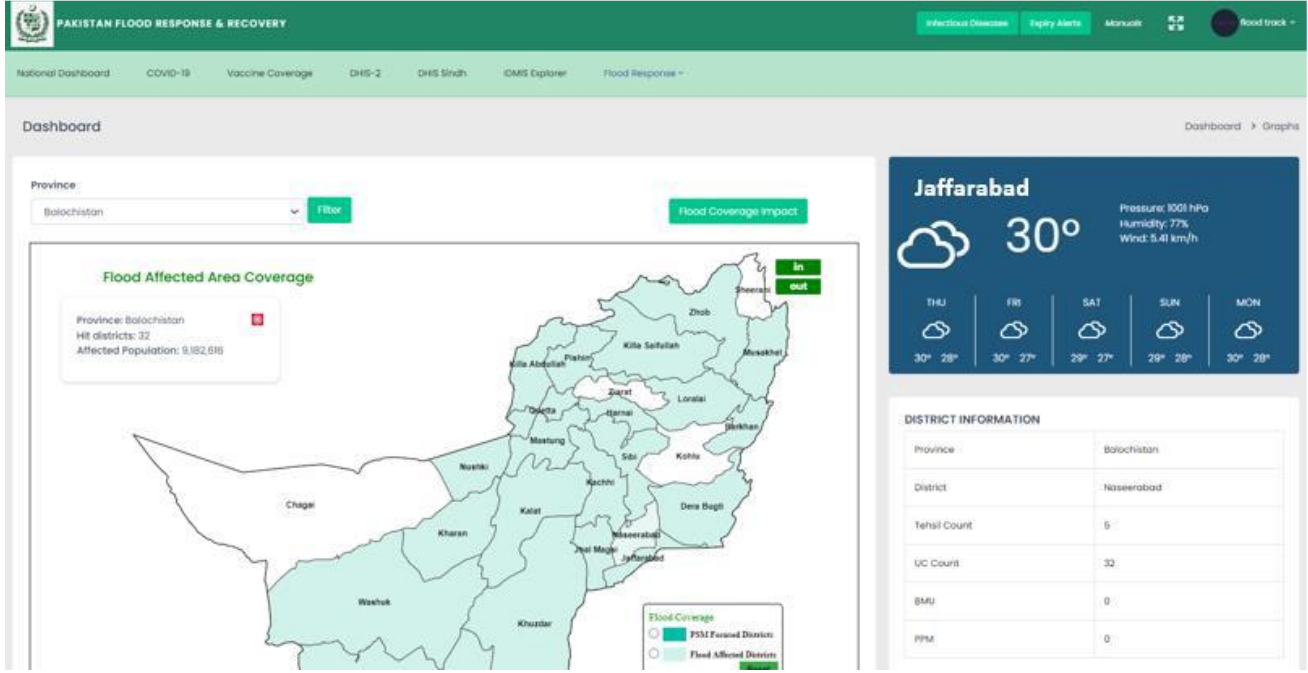 PAKISTAN FLOOD RESPONSE & RECOVERY
Infectious Diseases Expiry Alerts Manuals flood track
National Dashboard COVID-19 Vaccine Coverage DHIS-2 DHIS Sindh Explorer Flood Response
Dashboard
Dashboard > Graphs
Province
Balochistan Filter Flood Coverage Impact
Flood Affected Area Coverage
Province: Balochistan
Hit districts: 32
Affected Population: 9,182,616
in
out
Sheerani
Zhob
Killa Saifullah
Musakhel
Killa Abdullah
Pishin
Ziarat
Loralai
Quetta
Harnai
Barkhan
Mastung
Sibi
Kohlu
Nushki
Kachhi
Chagai
Kalat
Dera Bugti
Kharan
Naseerabad
Jhal Magsi
Jaffarabad
Washuk
Khuzdar
Flood Coverage
PSM Focused Districts
Flood Affected Districts
Reset
Jaffarabad
30°
Pressure: 1001 hPa
Humidity: 77%
Wind: 5.41 km/h
THU FRI SAT SUN MON
30° 28° 30° 27° 29° 27° 29° 28° 30° 28°
DISTRICT INFORMATION
Province Balochistan
District Naseerabad
Tehsil Count 5
UC Count 32
BMU 0
PPM 0